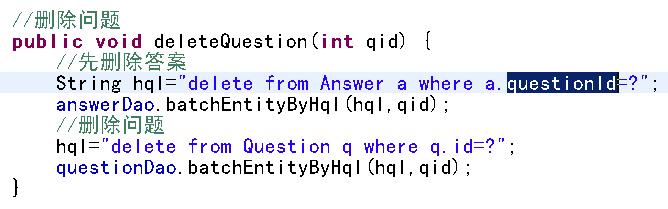 //删除问题
public void deleteQuestion(int qid) {
//先删除答案
String hql="delete from Answer a where a.questionId=?";
answerDao.batchEntityByHql(hql,qid);
//删除问题
hql="delete from Question q where q.id=?";
questionDao.batchEntityByHql(hql,qid);
}